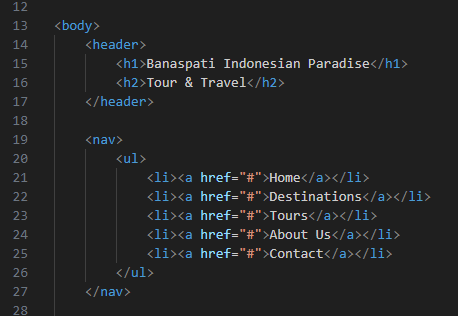 12
13 <body>
14 <header>
15 <h1>Banaspati Indonesian Paradise</h1>
16 <h2>Tour & Travel</h2>
17 </header>
18
19 <nav>
20 <ul>
21 <li><a href="#">Home</a></li>
22 <li><a href="#">Destinations</a></li>
23 <li><a href="#">Tours</a></li>
24 <li><a href="#">About Us</a></li>
25 <li><a href="#">Contact</a></li>
26 </ul>
27 </nav>
28